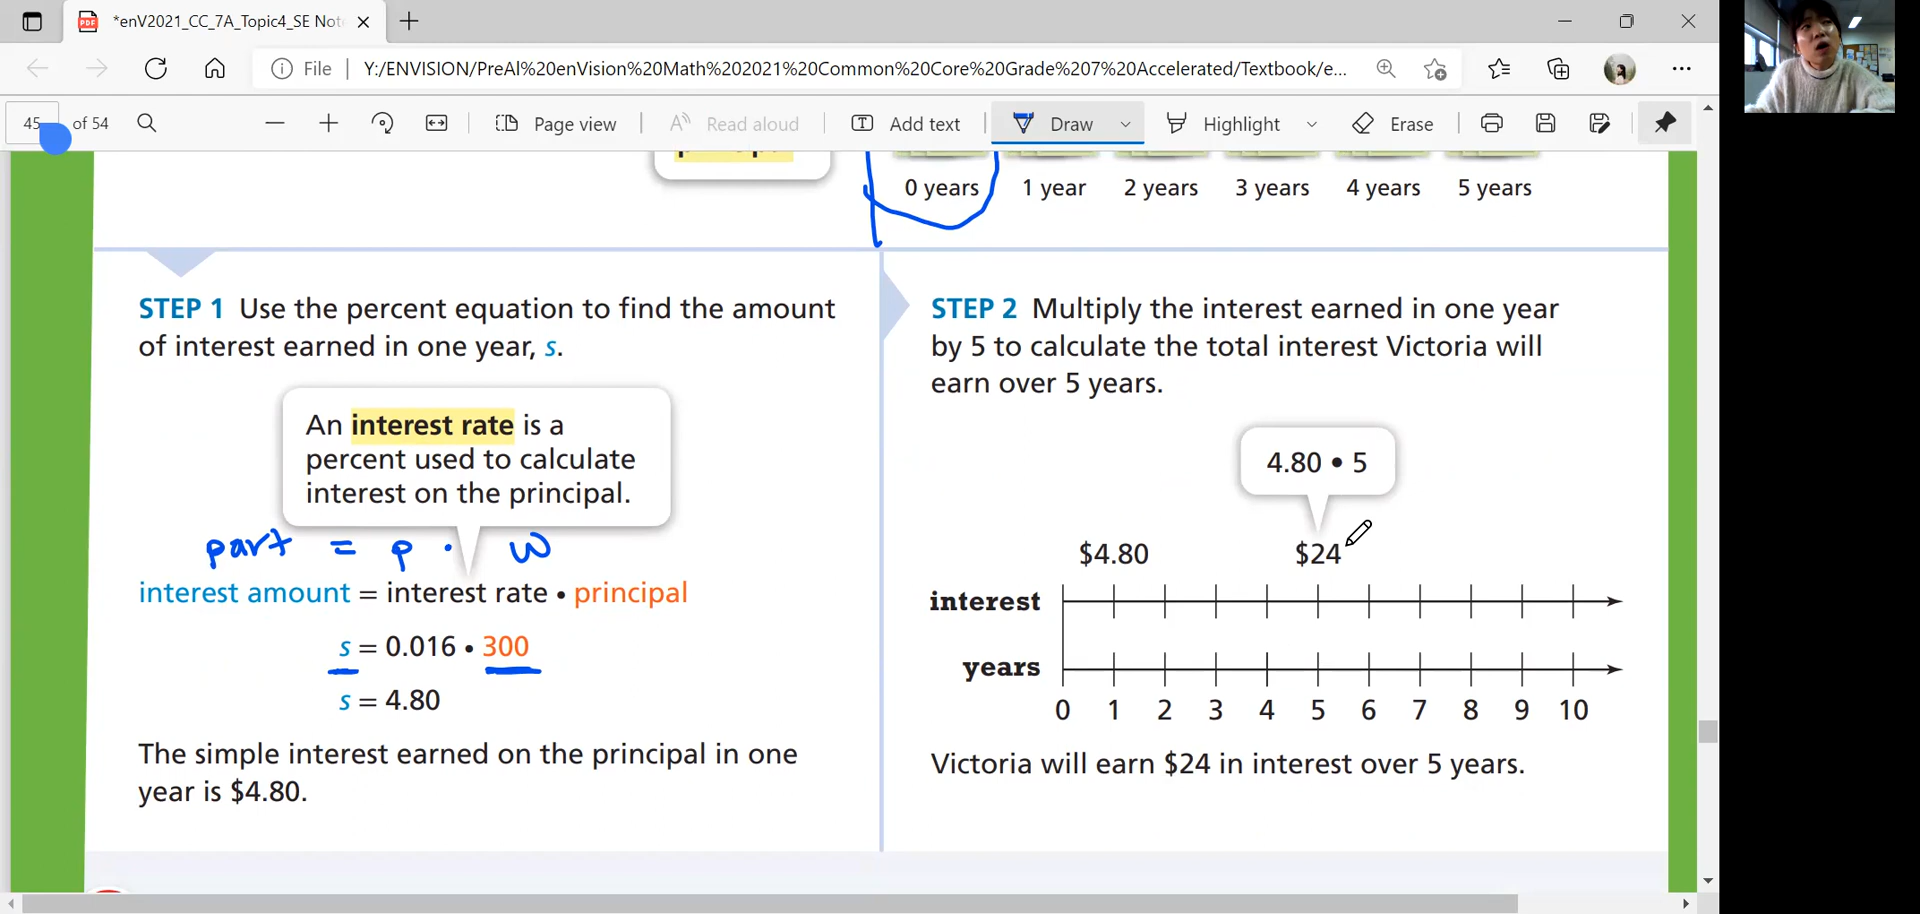 *enV2021_CC_7A_Topic4_SE Not
File Y:/ENVISION/PreAl%20enVision%20Math%202021%20Common%20Core%20Grade%207%20Accelerated/Textbook/e...
45 of 54 Page view Read aloud Add text Draw Highlight Erase
0 years 1 year 2 years 3 years 4 years 5 years
STEP 1 Use the percent equation to find the amount
of interest earned in one year, s.
An interest rate is a
percent used to calculate
interest on the principal.
part = p · w
interest amount = interest rate • principal
s = 0.016 • 300
s = 4.80
The simple interest earned on the principal in one
year is $4.80.
STEP 2 Multiply the interest earned in one year
by 5 to calculate the total interest Victoria will
earn over 5 years.
4.80 • 5
$4.80 $24
interest
years
0 1 2 3 4 5 6 7 8 9 10
Victoria will earn $24 in interest over 5 years.